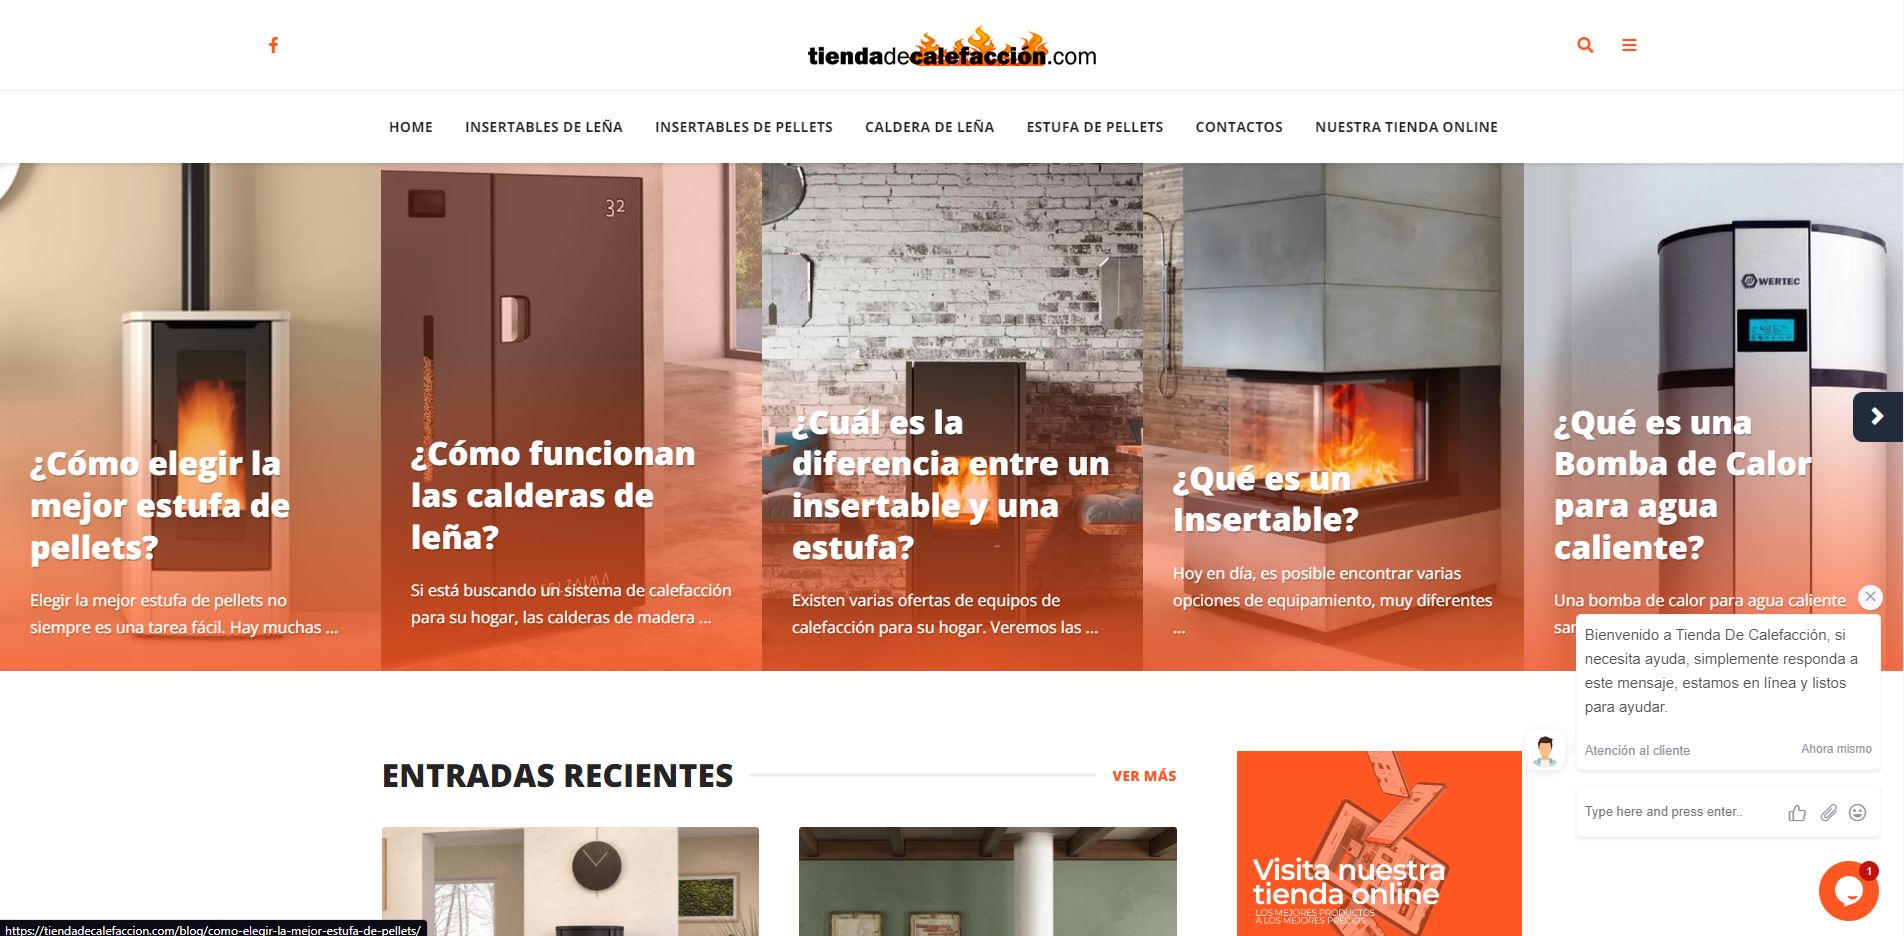 tiendadecalefacción.com
HOME
INSERTABLES DE LEÑA
INSERTABLES DE PELLETS
CALDERA DE LEÑA
ESTUFA DE PELLETS
CONTACTOS
NUESTRA TIENDA ONLINE
¿Cómo elegir la
mejor estufa de
pellets?
Elegir la mejor estufa de pellets no
siempre es una tarea fácil. Hay muchas ...
32
¿Cómo funcionan
las calderas de
leña?
Si está buscando un sistema de calefacción
para su hogar, las calderas de madera ...
¿Cuál es la
diferencia entre un
insertable y una
estufa?
Existen varias ofertas de equipos de
calefacción para su hogar. Veremos las ...
¿Qué es un
Insertable?
Hoy en día, es posible encontrar varias
opciones de equipamiento, muy diferentes
...
WERTEC
¿Qué es una
Bomba de Calor
para agua
caliente?
Una bomba de calor para agua caliente
Bienvenido a Tienda De Calefacción, si
necesita ayuda, simplemente responda a
este mensaje, estamos en línea y listos
para ayudar.
Atención al cliente
Ahora mismo
Type here and press enter..
1
ENTRADAS RECIENTES
VER MÁS
Visita nuestra
tienda online
LOS MEJORES PRODUCTOS
A LOS MEJORES PRECIOS
https://tiendadecalefaccion.com/blog/como-elegir-la-mejor-estufa-de-pellets/